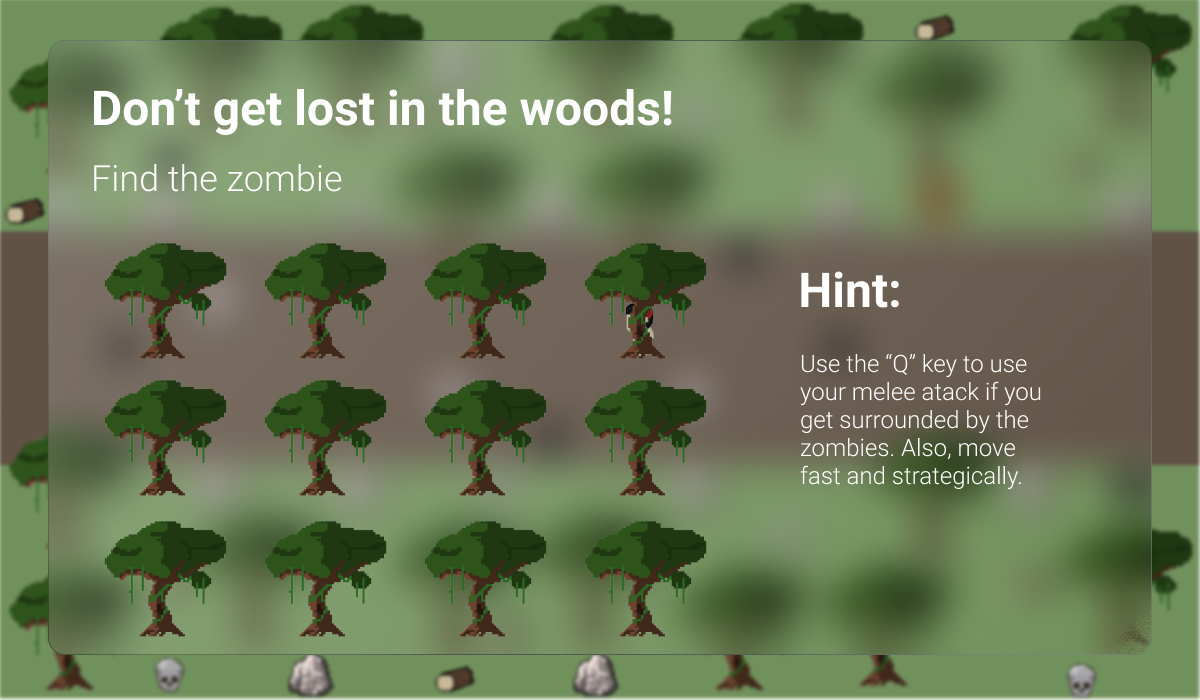 Don’t get lost in the woods!
Find the zombie
Hint:
Use the “Q” key to use
your melee atack if you
get surrounded by the
zombies. Also, move
fast and strategically.